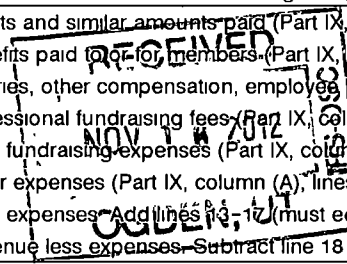 ts and similar amounts paid (Part IX,
efits paid to or for members (Part IX,
RECEIVED
ries, other compensation, employee
essional fundraising fees (Part IX, col
NOV 2012
fundraising expenses (Part IX, colum
r expenses (Part IX, column (A), lines
expenses Add lines 13-17 (must e
OGDEN, UT
enue less expenses Subtract line 18